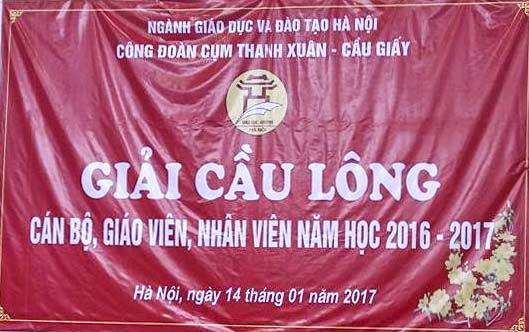 NGÀNH GIÁO DỤC VÀ ĐÀO TẠO HÀ NỘI
CÔNG ĐOÀN CỤM THANH XUÂN - CẦU GIẤY
GIẢI CẦU LÔNG
CÁN BỘ, GIÁO VIÊN, NHÂN VIÊN NĂM HỌC 2016 - 2017
Hà Nội, ngày 14 tháng 01 năm 2017